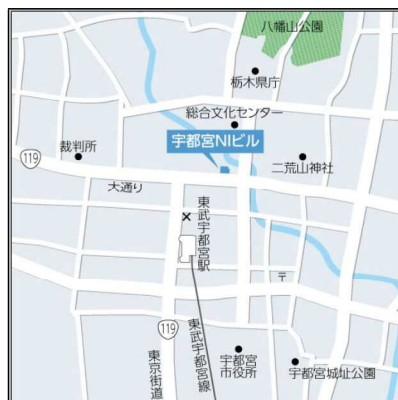 八幡山公園
栃木県庁
総合文化センター
宇都宮NIビル
裁判所
二荒山神社
119
大通り
東武宇都宮駅
〒
119
東京街道
東武宇都宮線
宇都宮
市役所
宇都宮城址公園